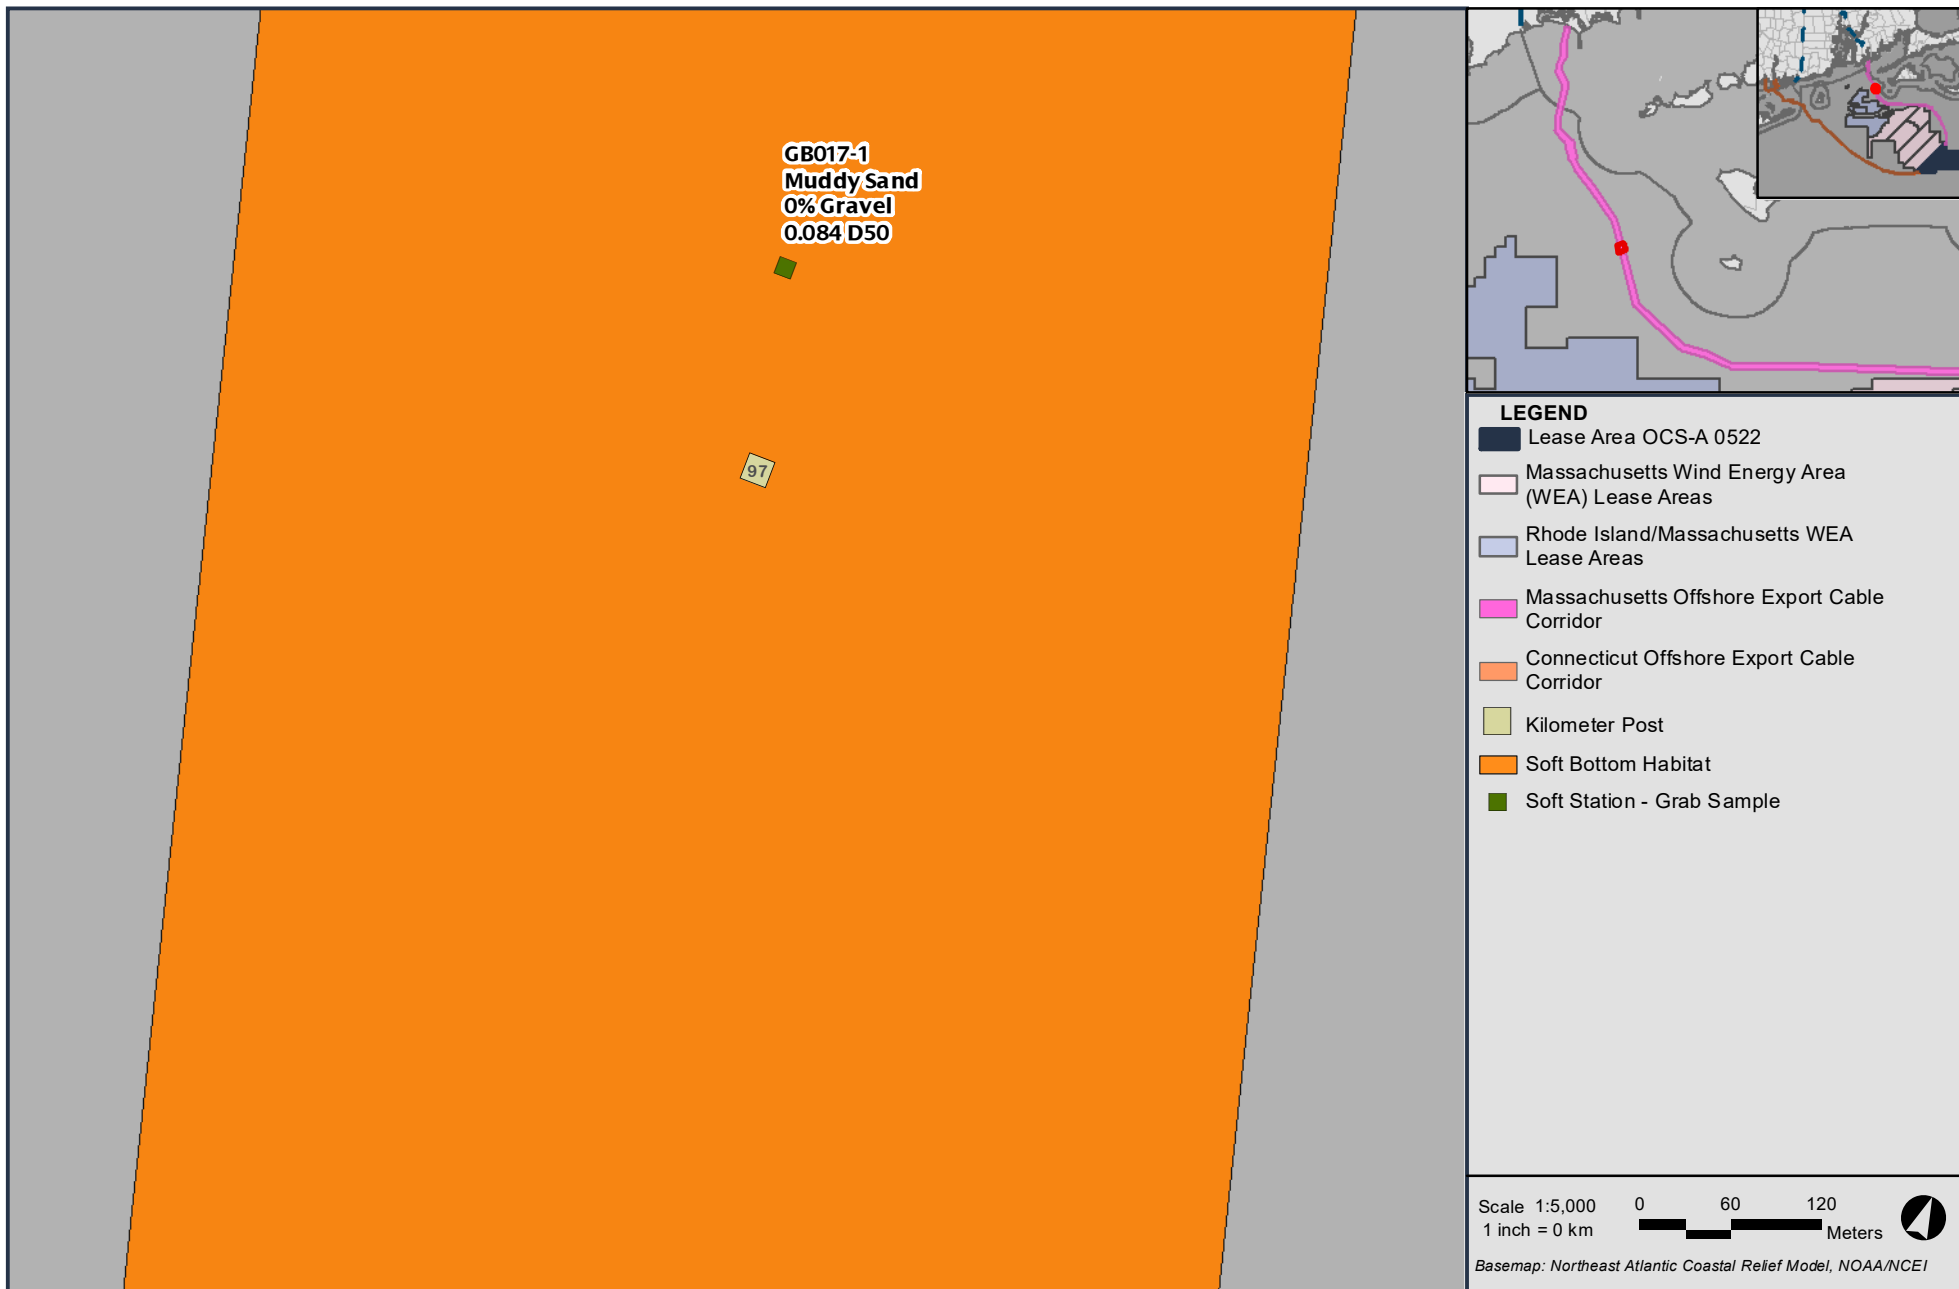 GB017-1
Muddy Sand
0% Gravel
0.084 D50
97
LEGEND
Lease Area OCS-A 0522
Massachusetts Wind Energy Area
(WEA) Lease Areas
Rhode Island/Massachusetts WEA
Lease Areas
Massachusetts Offshore Export Cable
Corridor
Connecticut Offshore Export Cable
Corridor
Kilometer Post
Soft Bottom Habitat
Soft Station - Grab Sample
Scale 1:5,000
1 inch = 0 km
0 60 120
Meters
Basemap: Northeast Atlantic Coastal Relief Model, NOAA/NCEI